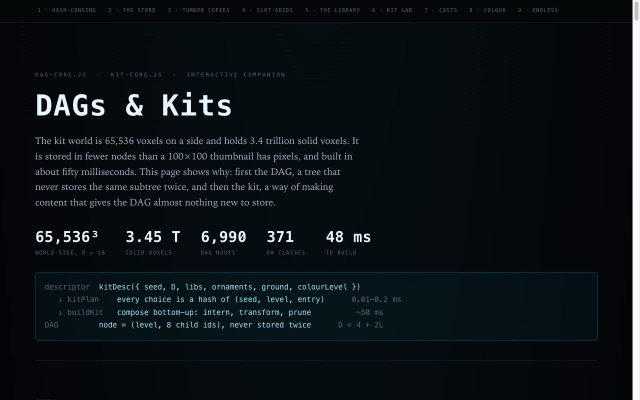 1 · HASH-CONSING 2 · THE STORE 3 · TURNED COPIES 4 · SLOT GRIDS 5 · THE LIBRARY 6 · KIT LAB 7 · COSTS 8 · COLOUR 9 · ENDLESS
DAG-CORE.JS · KIT-CORE.JS · INTERACTIVE COMPANION
DAGs & Kits
The kit world is 65,536 voxels on a side and holds 3.4 trillion solid voxels. It
is stored in fewer nodes than a 100×100 thumbnail has pixels, and built in
about fifty milliseconds. This page shows why: first the DAG, a tree that
never stores the same subtree twice, and then the kit, a way of making
content that gives the DAG almost nothing new to store.
65,536³ 3.45 T 6,990 371 48 ms
WORLD SIDE, D = 16 SOLID VOXELS DAG NODES OH CLASSES TO BUILD
descriptor kitDesc({ seed, D, libs, ornaments, ground, colourLevel })
↓ kitPlan every choice is a hash of (seed, level, entry) 0.01–0.2 ms
↓ buildKit compose bottom-up: intern, transform, prune ~50 ms
DAG node = (level, 8 child ids), never stored twice D = 4 + 2L